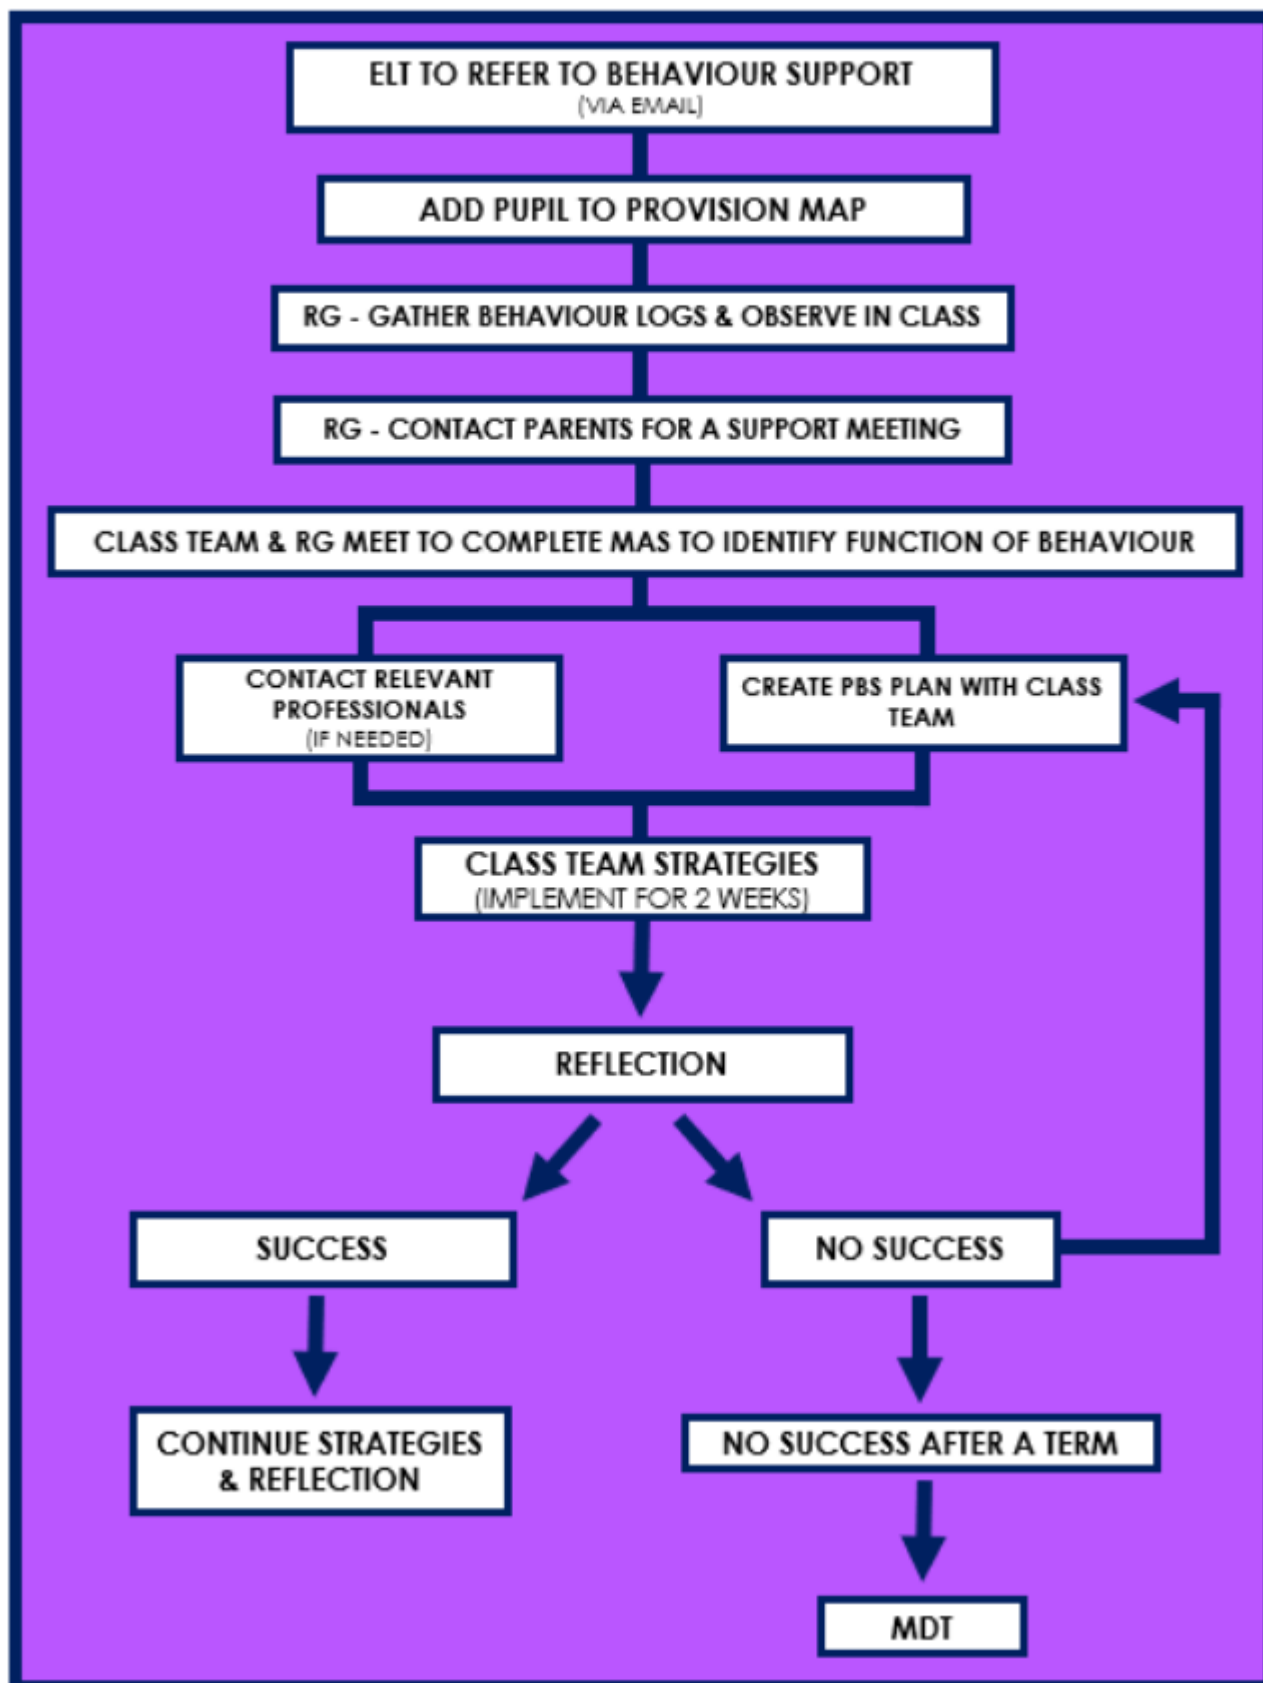 ELT TO REFER TO BEHAVIOUR SUPPORT
(VIA EMAIL)
ADD PUPIL TO PROVISION MAP
RG - GATHER BEHAVIOUR LOGS & OBSERVE IN CLASS
RG - CONTACT PARENTS FOR A SUPPORT MEETING
CLASS TEAM & RG MEET TO COMPLETE MAS TO IDENTIFY FUNCTION OF BEHAVIOUR
CONTACT RELEVANT
PROFESSIONALS
(IF NEEDED)
CREATE PBS PLAN WITH CLASS
TEAM
CLASS TEAM STRATEGIES
(IMPLEMENT FOR 2 WEEKS)
REFLECTION
SUCCESS
NO SUCCESS
CONTINUE STRATEGIES
& REFLECTION
NO SUCCESS AFTER A TERM
MDT